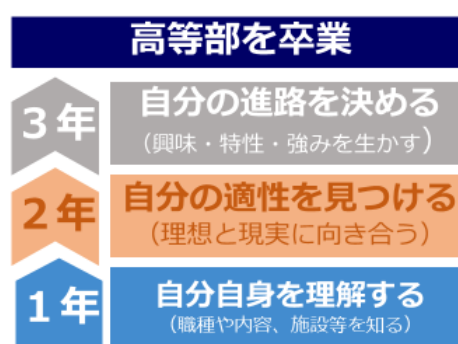 高等部を卒業
3年
自分の進路を決める
(興味・特性・強みを生かす)
2年
自分の適性を見つける
(理想と現実に向き合う)
1年
自分自身を理解する
(職種や内容、施設等を知る)